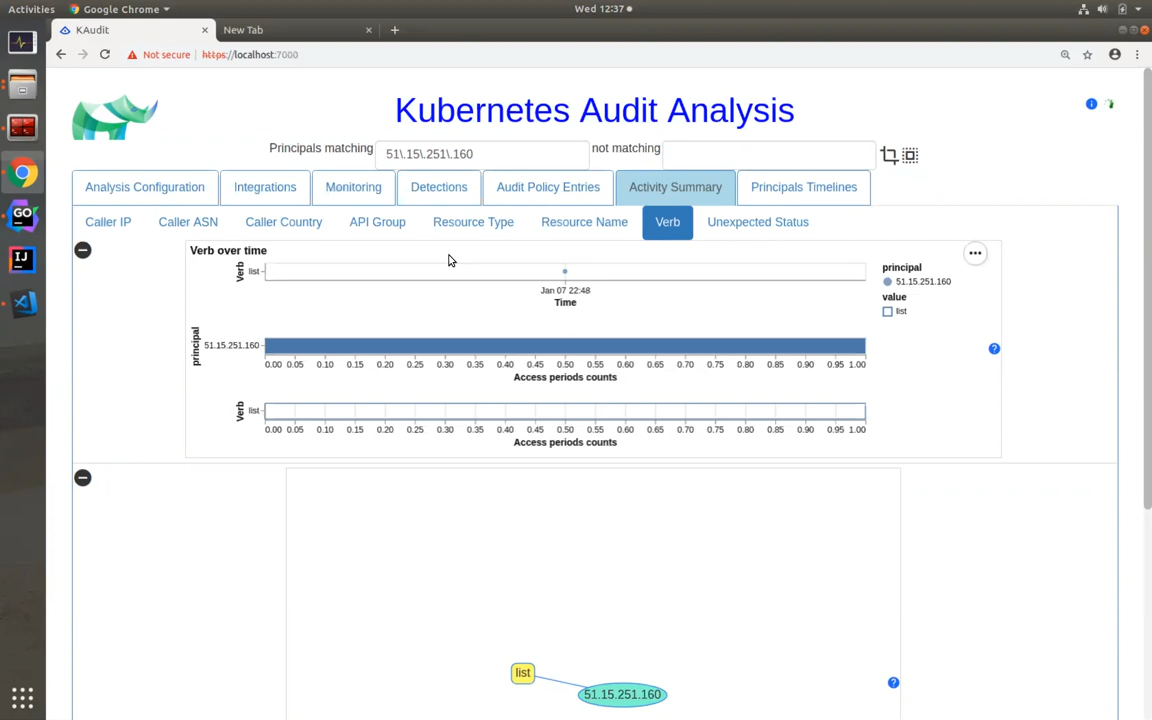 Activities Google Chrome Wed 12:37
KAudit New Tab
Not secure https://localhost:7000
Kubernetes Audit Analysis
Principals matching 51\.15\.251\.160 not matching
Analysis Configuration Integrations Monitoring Detections Audit Policy Entries Activity Summary Principals Timelines
Caller IP Caller ASN Caller Country API Group Resource Type Resource Name Verb Unexpected Status
Verb over time
Verb
list
Jan 07 22:48
Time
principal
51.15.251.160
value
list
principal
51.15.251.160
0.00 0.05 0.10 0.15 0.20 0.25 0.30 0.35 0.40 0.45 0.50 0.55 0.60 0.65 0.70 0.75 0.80 0.85 0.90 0.95 1.00
Access periods counts
Verb
list
0.00 0.05 0.10 0.15 0.20 0.25 0.30 0.35 0.40 0.45 0.50 0.55 0.60 0.65 0.70 0.75 0.80 0.85 0.90 0.95 1.00
Access periods counts
list
51.15.251.160